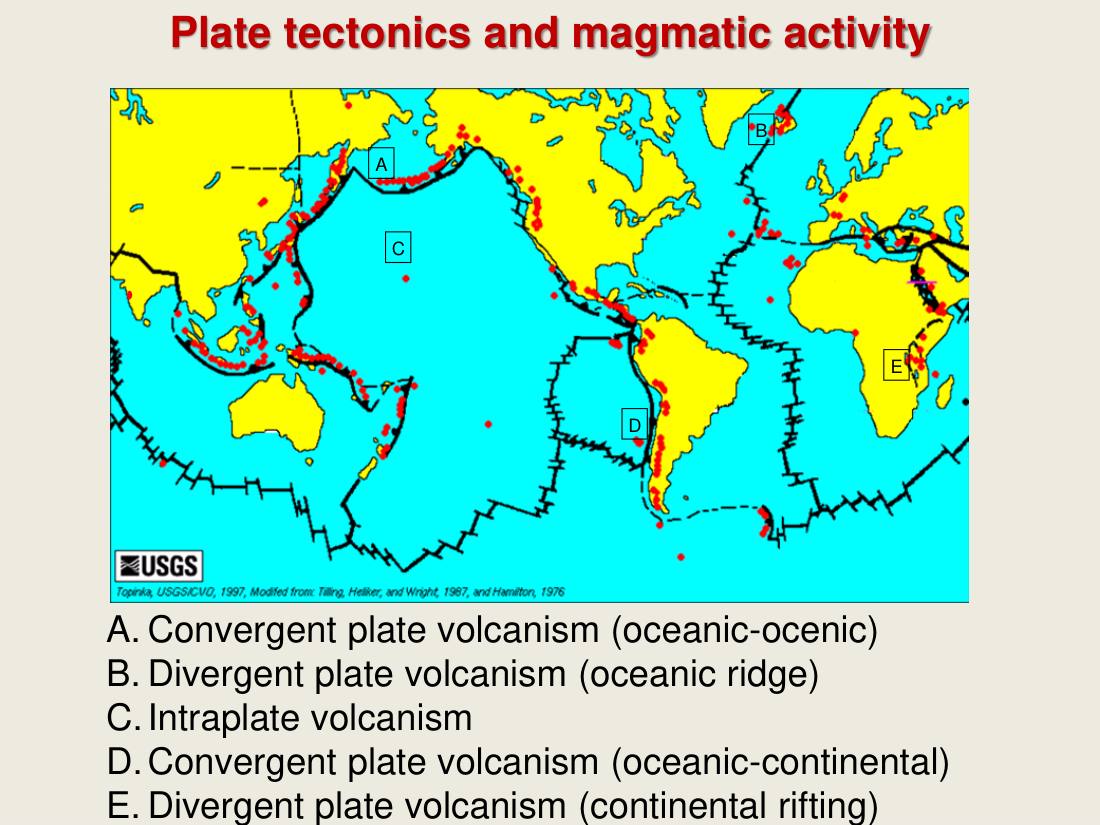 Plate tectonics and magmatic activity
B
A
C
E
D
USGS
Topinka, USGS/CVO, 1997, Modified from: Tilling, Heliker, and Wright, 1987, and Hamilton, 1976
A. Convergent plate volcanism (oceanic-ocenic)
B. Divergent plate volcanism (oceanic ridge)
C. Intraplate volcanism
D. Convergent plate volcanism (oceanic-continental)
E. Divergent plate volcanism (continental rifting)